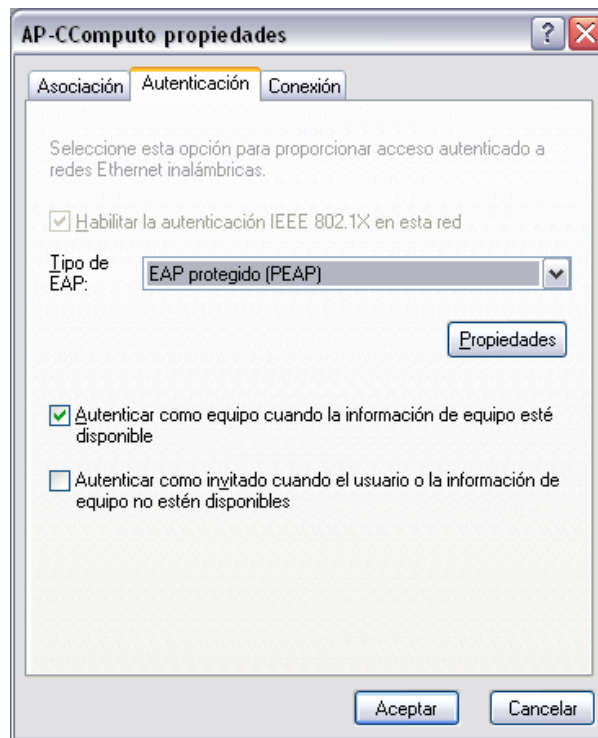 AP-CComputo propiedades
Asociación Autenticación Conexión
Seleccione esta opción para proporcionar acceso autenticado a
redes Ethernet inalámbricas.
Habilitar la autenticación IEEE 802.1X en esta red
Tipo de
EAP:
EAP protegido (PEAP)
Propiedades
Autenticar como equipo cuando la información de equipo esté
disponible
Autenticar como invitado cuando el usuario o la información de
equipo no estén disponibles
Aceptar Cancelar